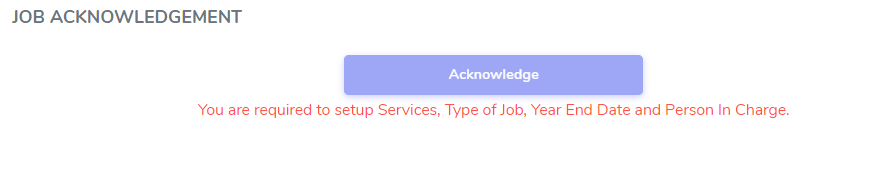 JOB ACKNOWLEDGEMENT
Acknowledge
You are required to setup Services, Type of Job, Year End Date and Person In Charge.